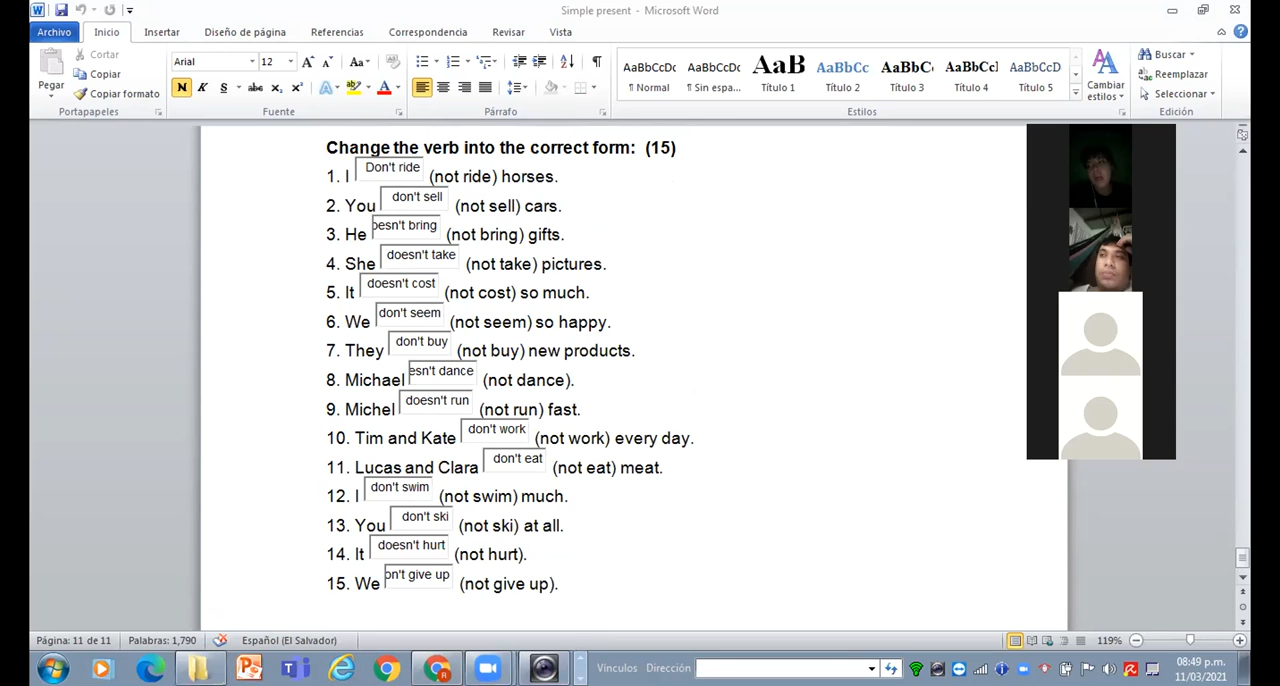 Simple present - Microsoft Word
Archivo Inicio Insertar Diseño de página Referencias Correspondencia Revisar Vista
Pegar
Cortar
Copiar
Copiar formato
Portapapeles
Arial 12
Fuente
Párrafo
AaBbCcDc AaBbCcDc AaB AaBbCc AaBbC AaBbCcI AaBbCcD
¶ Normal ¶ Sin espa... Título 1 Título 2 Título 3 Título 4 Título 5
Estilos
Cambiar estilos
Buscar
Reemplazar
Seleccionar
Edición
Change the verb into the correct form: (15)
1. I Don't ride (not ride) horses.
2. You don't sell (not sell) cars.
3. He oesn't bring (not bring) gifts.
4. She doesn't take (not take) pictures.
5. It doesn't cost (not cost) so much.
6. We don't seem (not seem) so happy.
7. They don't buy (not buy) new products.
8. Michael esn't dance (not dance).
9. Michel doesn't run (not run) fast.
10. Tim and Kate don't work (not work) every day.
11. Lucas and Clara don't eat (not eat) meat.
12. I don't swim (not swim) much.
13. You don't ski (not ski) at all.
14. It doesn't hurt (not hurt).
15. We on't give up (not give up).
Página: 11 de 11 Palabras: 1,790 Español (El Salvador) 119%
Vínculos Dirección
08:49 p.m.
11/03/2021